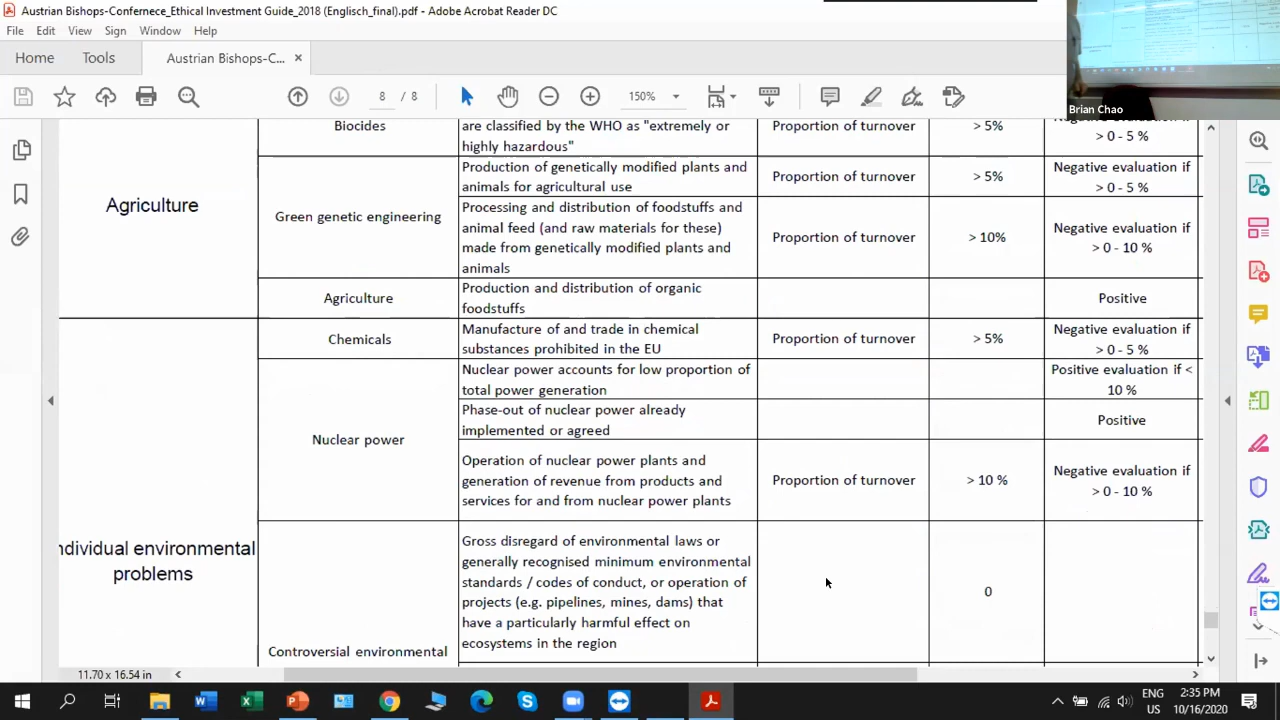 Austrian Bishops-Confernece_Ethical Investment Guide_2018 (Englisch_final).pdf - Adobe Acrobat Reader DC
File Edit View Sign Window Help
Home Tools Austrian Bishops-C... ×
8 / 8 150%
Brian Chao
Biocides
are classified by the WHO as "extremely or
highly hazardous"
Proportion of turnover
> 5%
> 0 - 5 %
Agriculture
Green genetic engineering
Production of genetically modified plants and
animals for agricultural use
Proportion of turnover
> 5%
Negative evaluation if
> 0 - 5 %
Processing and distribution of foodstuffs and
animal feed (and raw materials for these)
made from genetically modified plants and
animals
Proportion of turnover
> 10%
Negative evaluation if
> 0 - 10 %
Agriculture
Production and distribution of organic
foodstuffs
Positive
ndividual environmental
problems
Chemicals
Manufacture of and trade in chemical
substances prohibited in the EU
Proportion of turnover
> 5%
Negative evaluation if
> 0 - 5 %
Nuclear power
Nuclear power accounts for low proportion of
total power generation
Positive evaluation if <
10 %
Phase-out of nuclear power already
implemented or agreed
Positive
Operation of nuclear power plants and
generation of revenue from products and
services for and from nuclear power plants
Proportion of turnover
> 10 %
Negative evaluation if
> 0 - 10 %
Controversial environmental
Gross disregard of environmental laws or
generally recognised minimum environmental
standards / codes of conduct, or operation of
projects (e.g. pipelines, mines, dams) that
have a particularly harmful effect on
ecosystems in the region
0
11.70 x 16.54 in
ENG
US
2:35 PM
10/16/2020